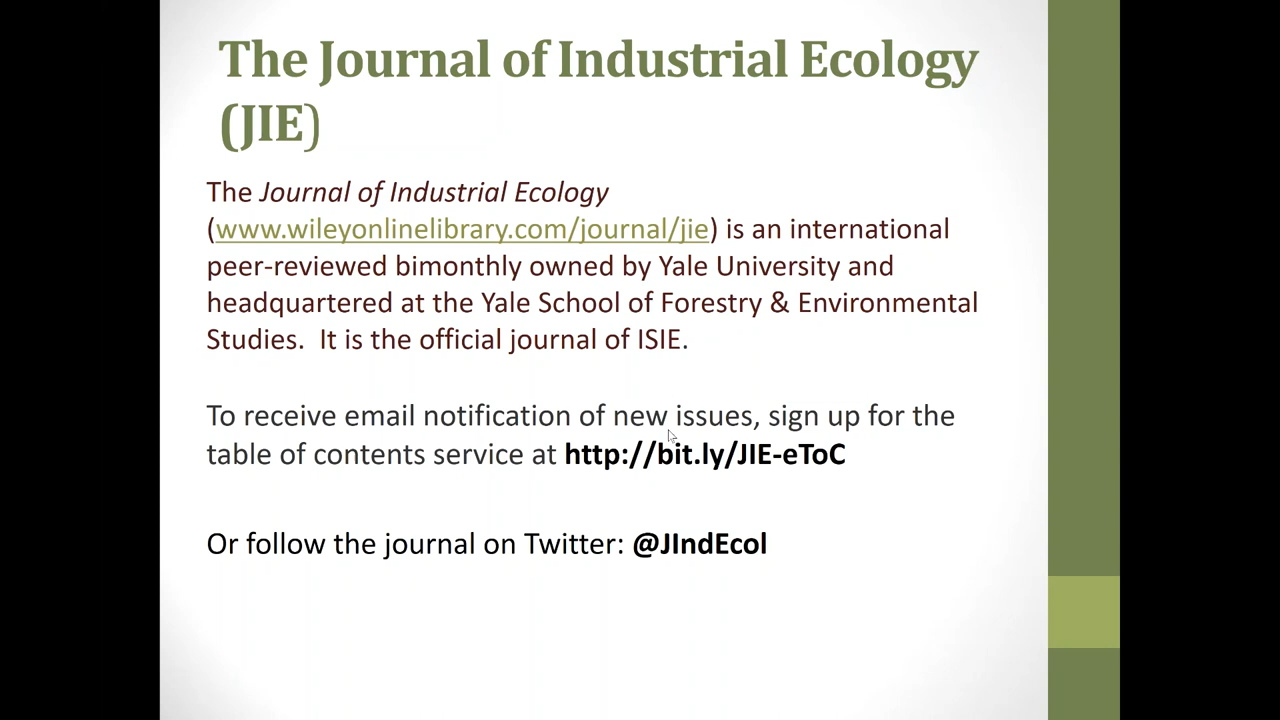 The Journal of Industrial Ecology
(JIE)
The Journal of Industrial Ecology
(www.wileyonlinelibrary.com/journal/jie) is an international
peer-reviewed bimonthly owned by Yale University and
headquartered at the Yale School of Forestry & Environmental
Studies.  It is the official journal of ISIE.
To receive email notification of new issues, sign up for the
table of contents service at http://bit.ly/JIE-eToC
Or follow the journal on Twitter: @JIndEcol